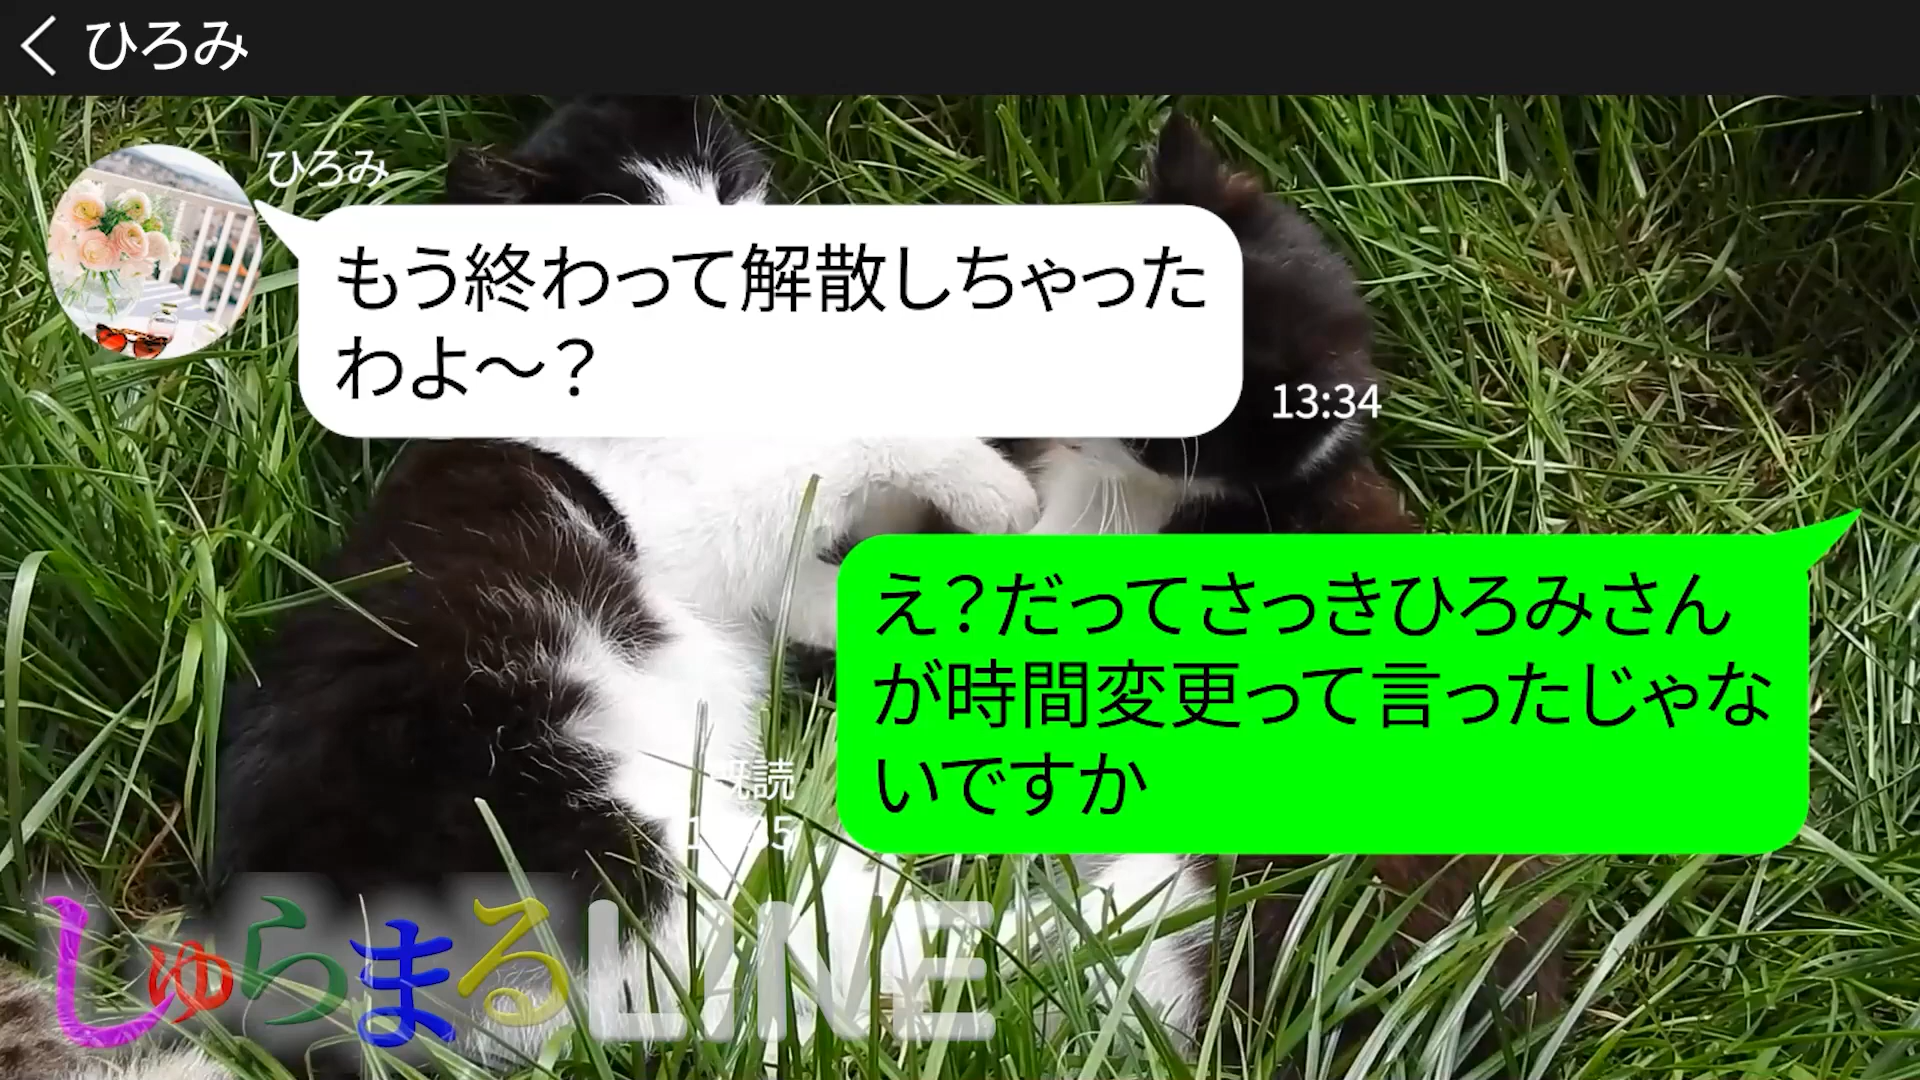 ひろみ
ひろみ
もう終わって解散しちゃった
わよ～？
13:34
え？だってさっきひろみさん
が時間変更って言ったじゃな
いですか
既読
しゅらまるLINE